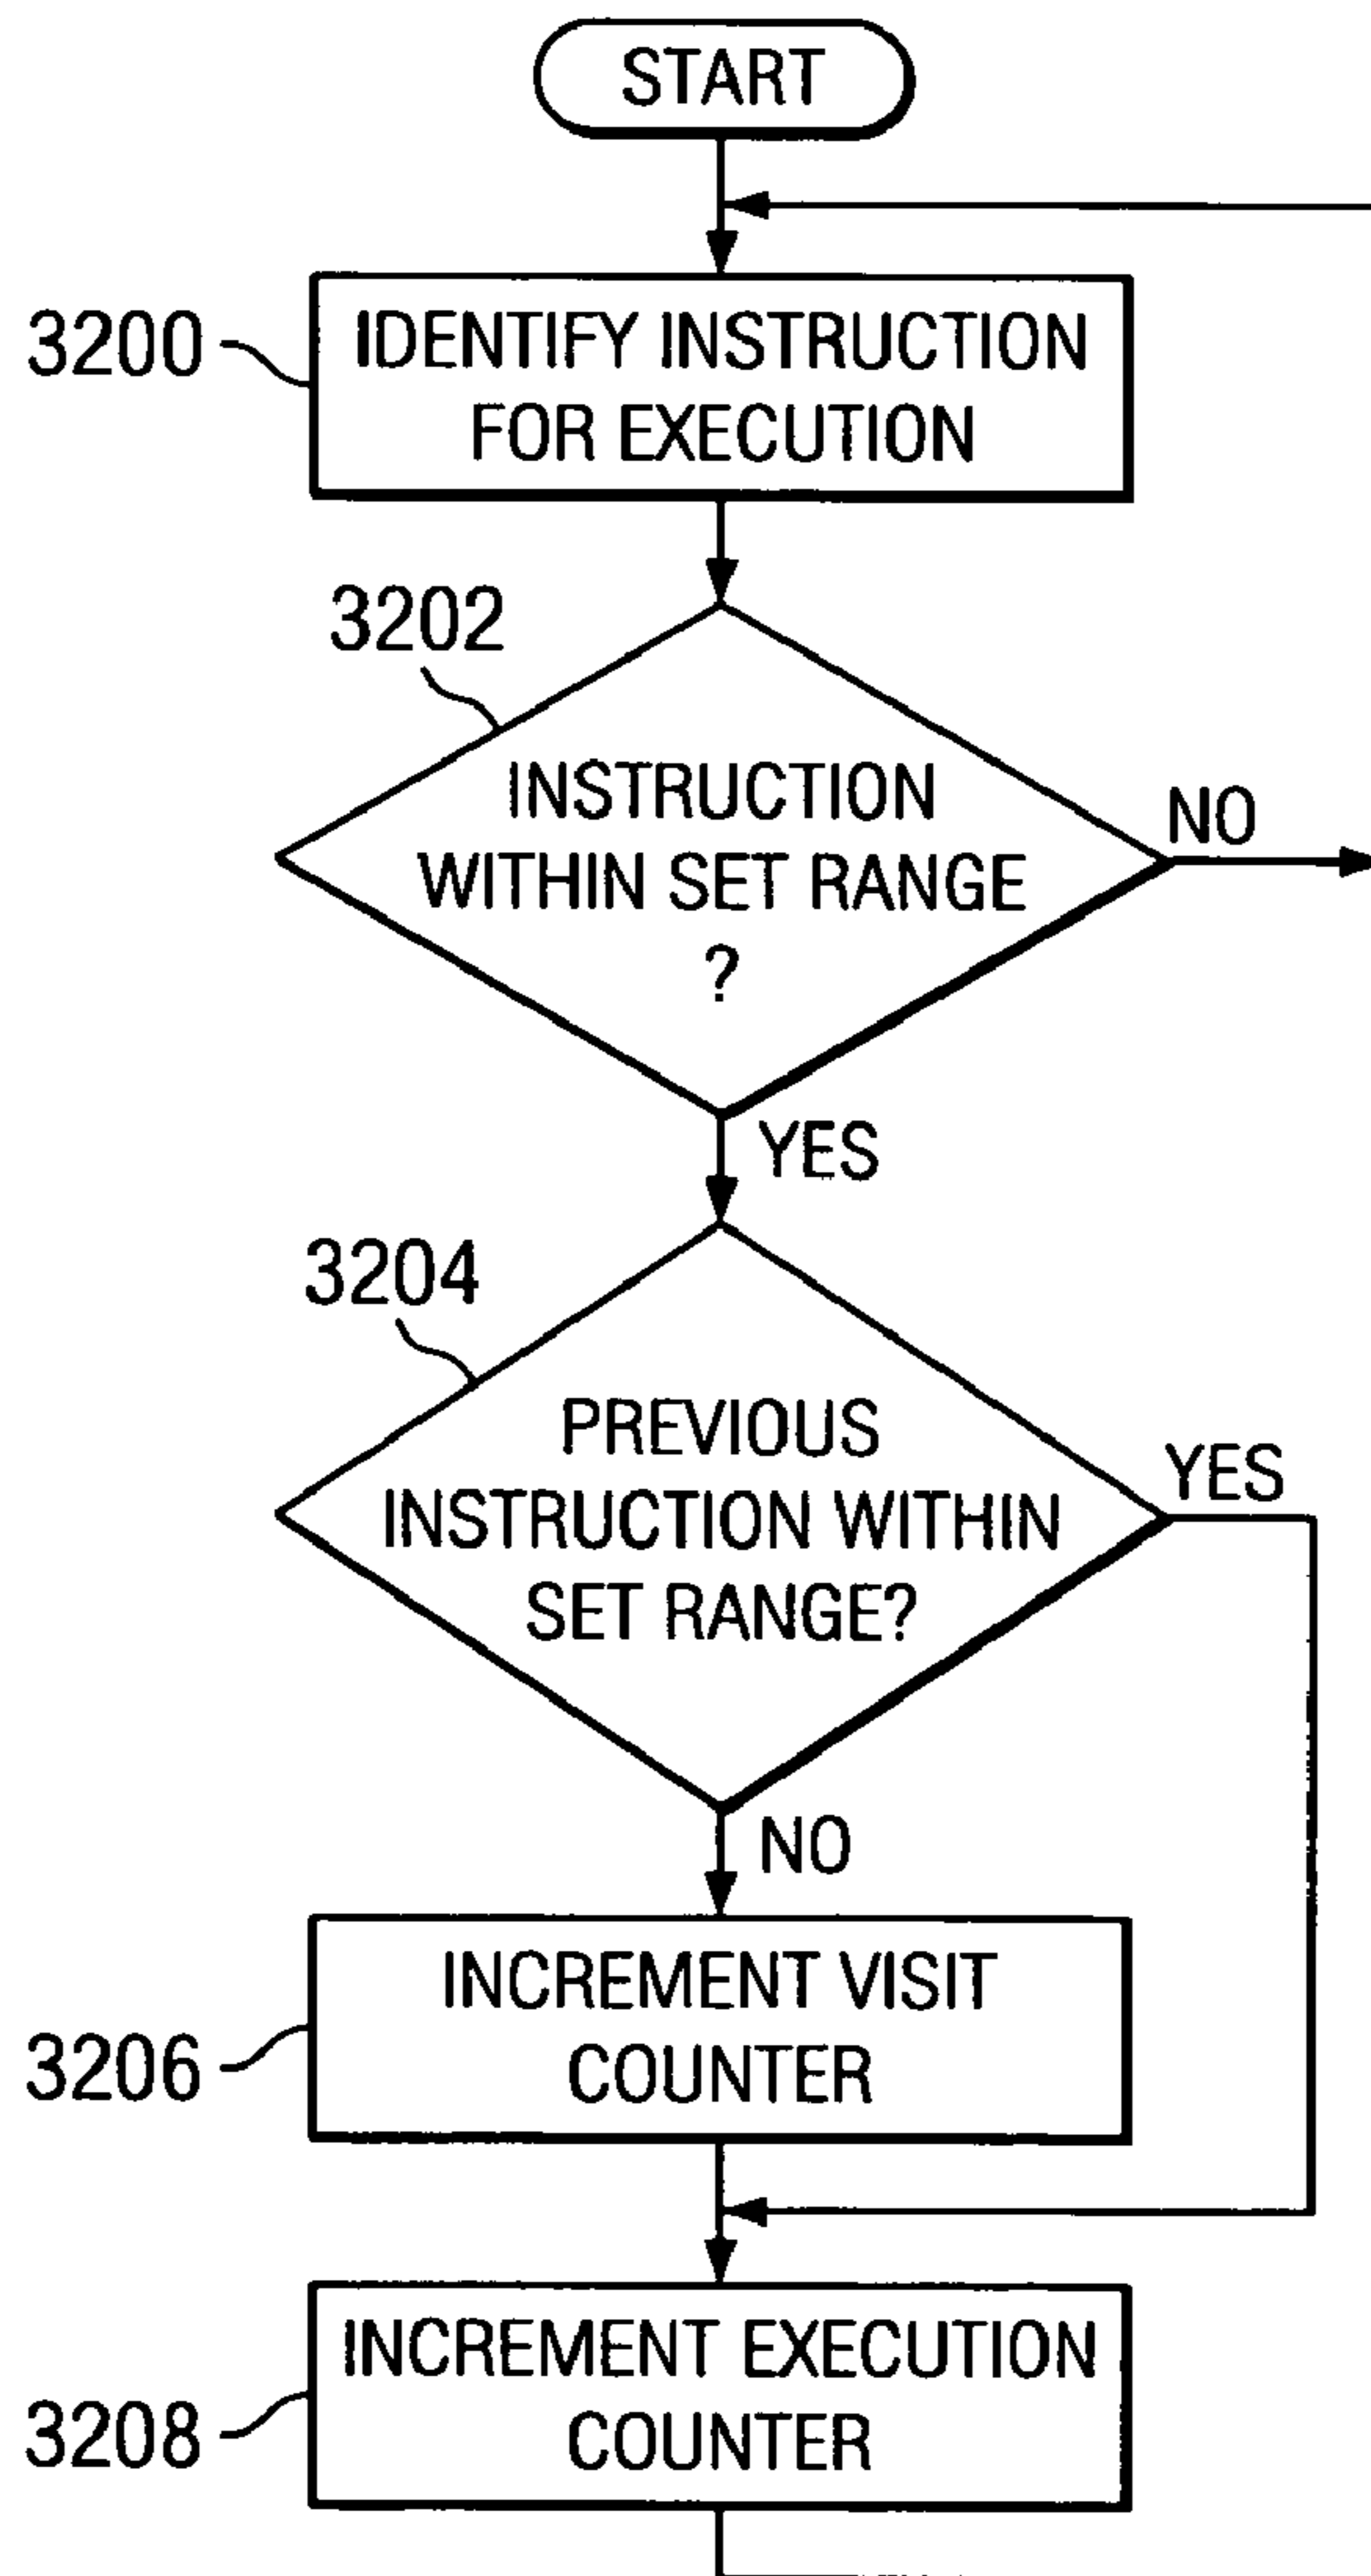 START
3200
IDENTIFY INSTRUCTION
FOR EXECUTION
3202
INSTRUCTION
WITHIN SET RANGE
?
NO
YES
3204
PREVIOUS
INSTRUCTION WITHIN
SET RANGE?
YES
NO
3206
INCREMENT VISIT
COUNTER
3208
INCREMENT EXECUTION
COUNTER